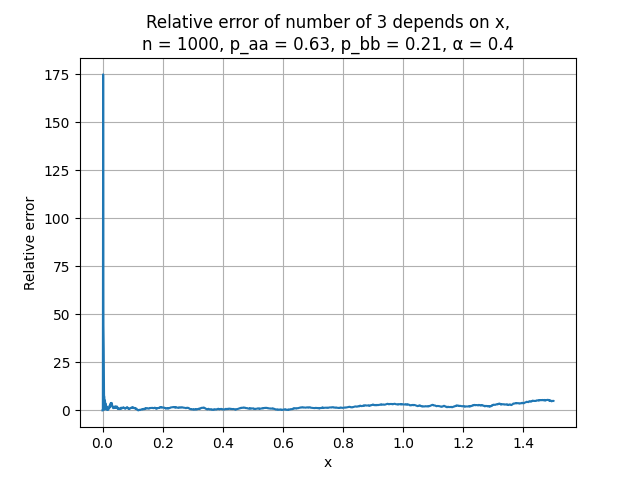 Relative error of number of 3 depends on x,
n = 1000, p_aa = 0.63, p_bb = 0.21, α = 0.4
175
150
125
100
75
50
25
0
Relative error
0.0 0.2 0.4 0.6 0.8 1.0 1.2 1.4
x